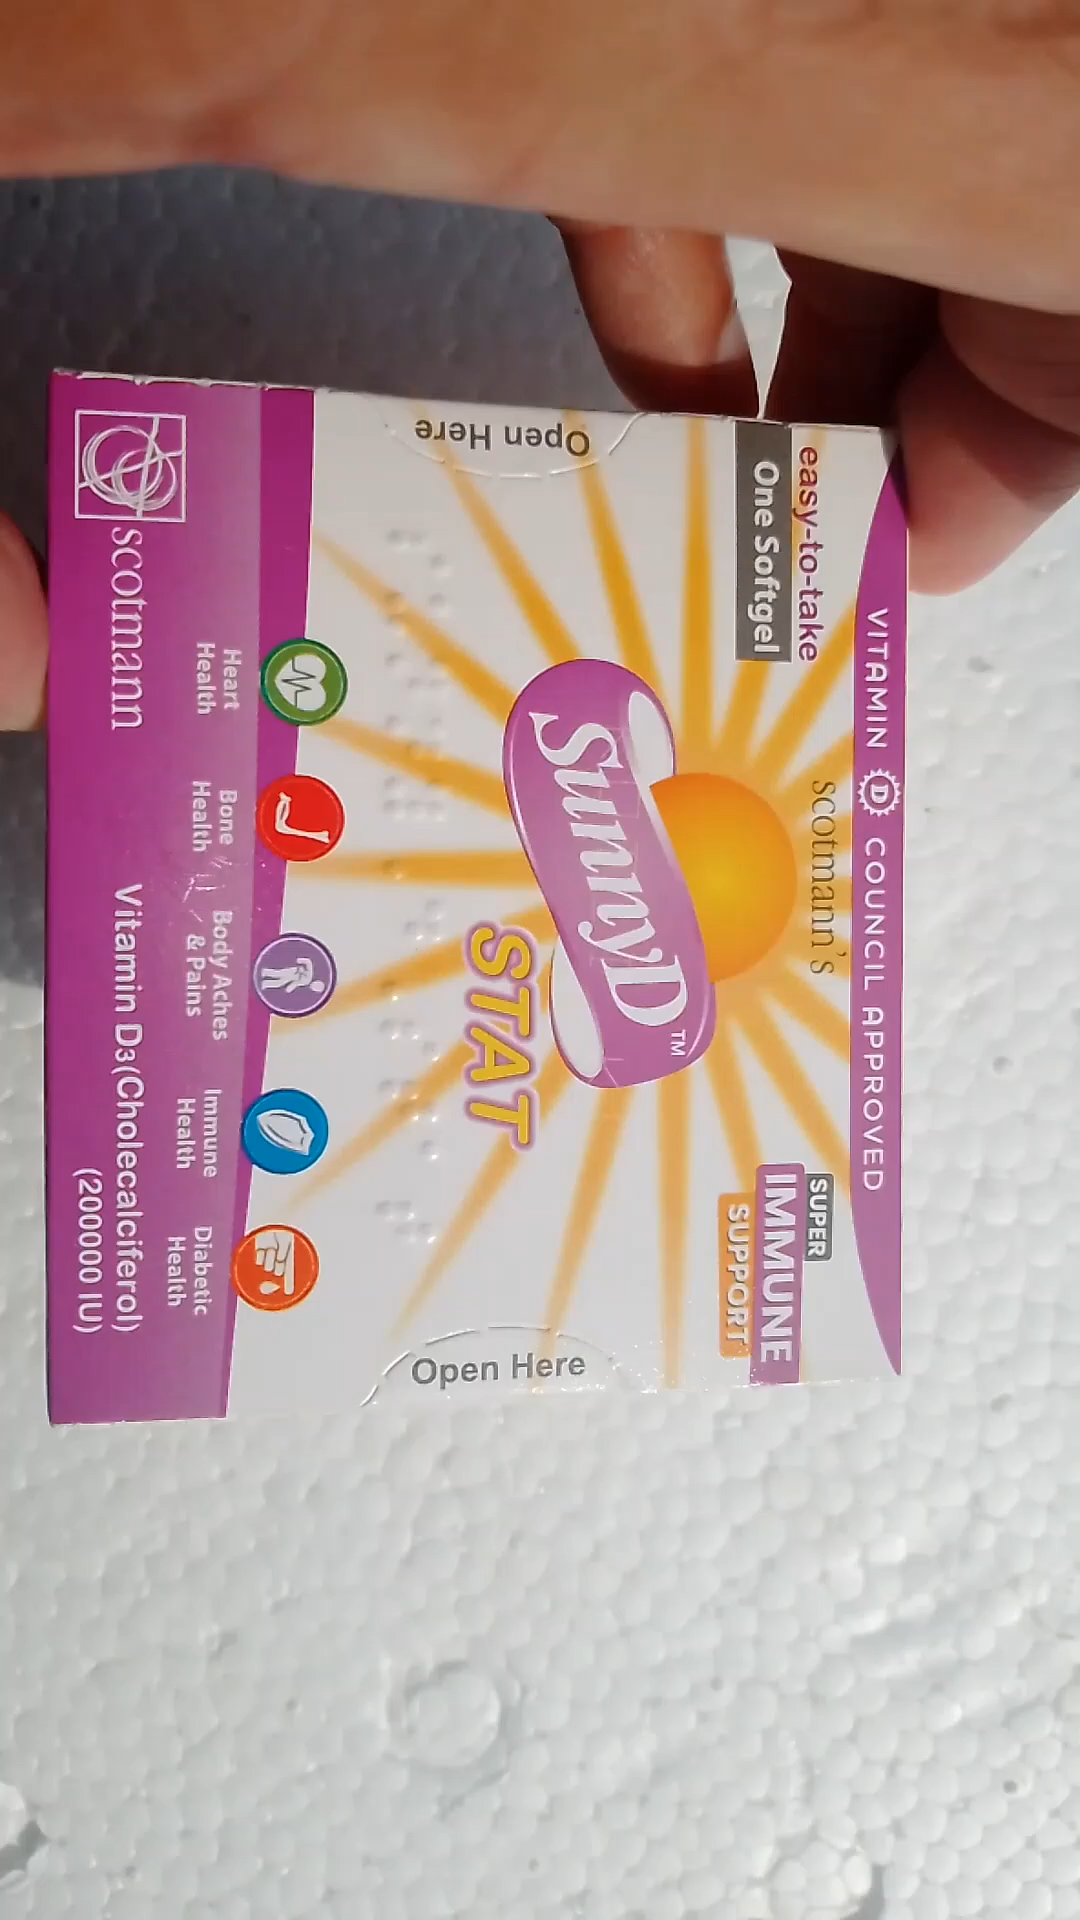 VITAMIN D COUNCIL APPROVED
easy-to-take
One Softgel
scotmann's
SUPER
IMMUNE
SUPPORT
SunnyD™
STAT
Open Here
Open Here
Heart
Health
Bone
Health
Body Aches
& Pains
Immune
Health
Diabetic
Health
scotmann
Vitamin D3(Cholecalciferol)
(200000 IU)